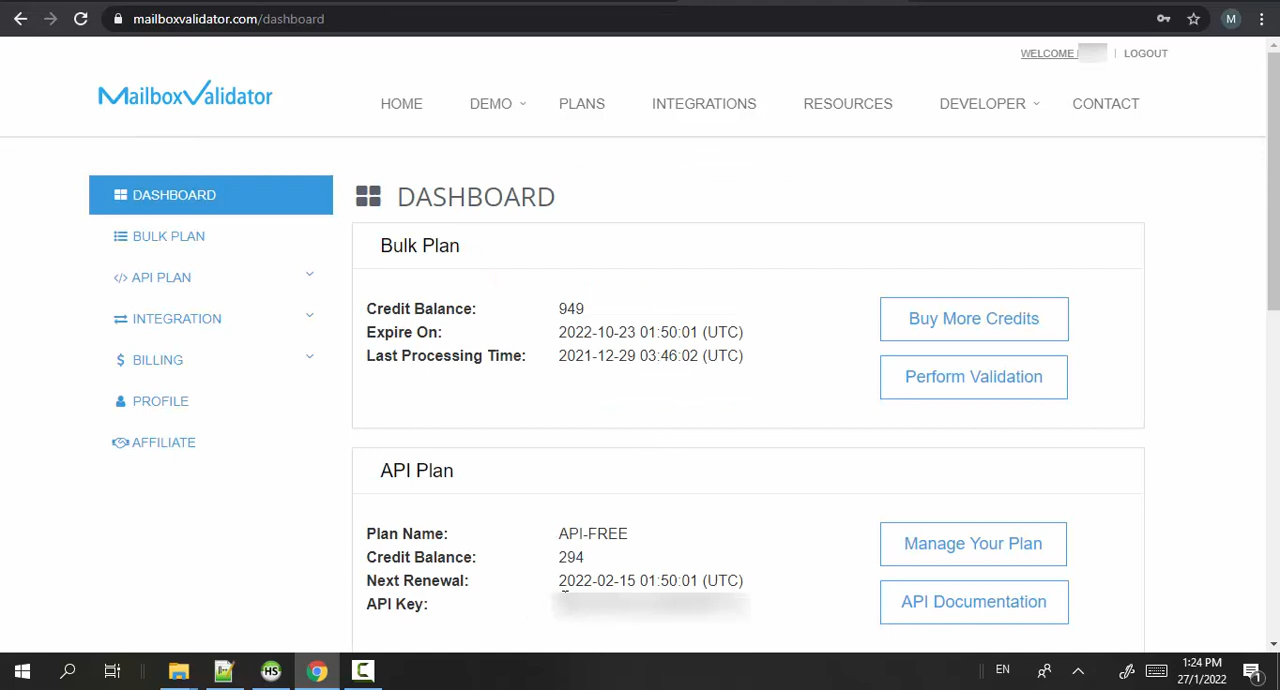 mailboxvalidator.com/dashboard
M
WELCOME
LOGOUT
MailboxValidator
HOME
DEMO
PLANS
INTEGRATIONS
RESOURCES
DEVELOPER
CONTACT
DASHBOARD
BULK PLAN
</> API PLAN
INTEGRATION
$ BILLING
PROFILE
AFFILIATE
DASHBOARD
Bulk Plan
Credit Balance: 949
Expire On: 2022-10-23 01:50:01 (UTC)
Last Processing Time: 2021-12-29 03:46:02 (UTC)
Buy More Credits
Perform Validation
API Plan
Plan Name: API-FREE
Credit Balance: 294
Next Renewal: 2022-02-15 01:50:01 (UTC)
API Key:
Manage Your Plan
API Documentation
HS
C
EN
1:24 PM
27/1/2022
1